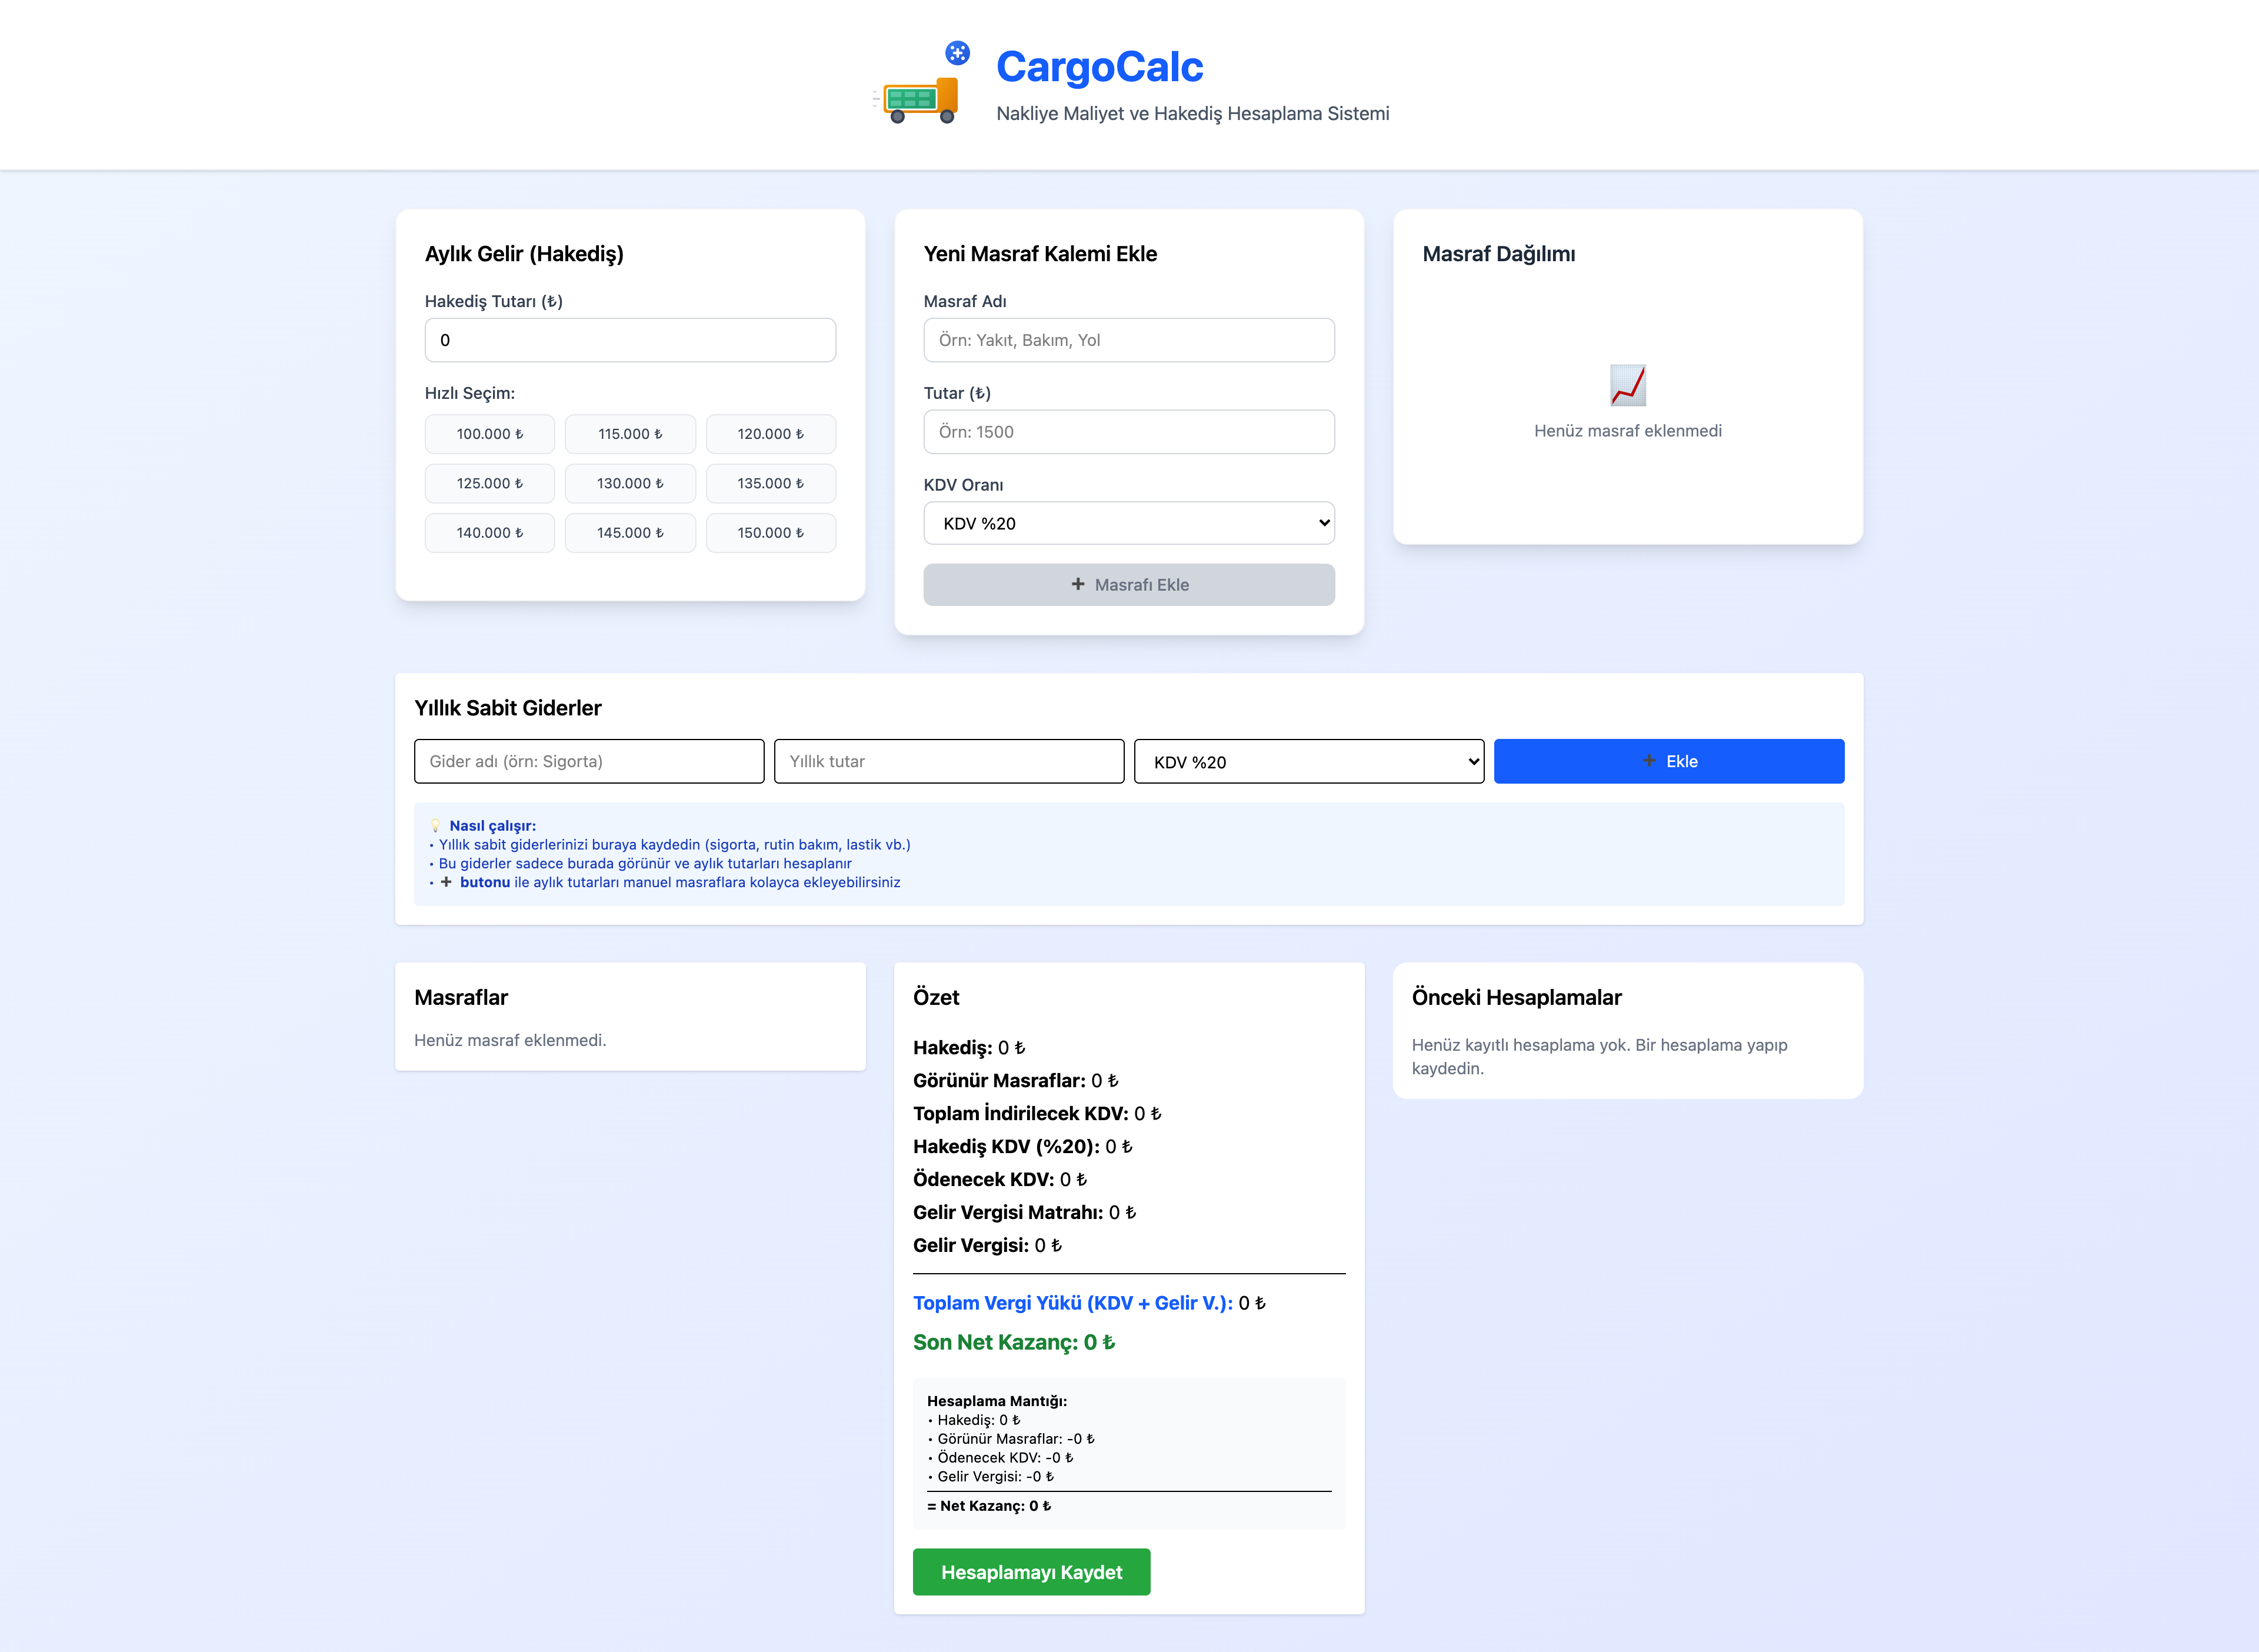 CargoCalc
Nakliye Maliyet ve Hakediş Hesaplama Sistemi
Aylık Gelir (Hakediş)
Hakediş Tutarı (₺)
0
Hızlı Seçim:
100.000 ₺
115.000 ₺
120.000 ₺
125.000 ₺
130.000 ₺
135.000 ₺
140.000 ₺
145.000 ₺
150.000 ₺
Yeni Masraf Kalemi Ekle
Masraf Adı
Örn: Yakıt, Bakım, Yol
Tutar (₺)
Örn: 1500
KDV Oranı
KDV %20
➕ Masrafı Ekle
Masraf Dağılımı
Henüz masraf eklenmedi
Yıllık Sabit Giderler
Gider adı (örn: Sigorta)
Yıllık tutar
KDV %20
➕ Ekle
💡 Nasıl çalışır:
• Yıllık sabit giderlerinizi buraya kaydedin (sigorta, rutin bakım, lastik vb.)
• Bu giderler sadece burada görünür ve aylık tutarları hesaplanır
• ➕ butonu ile aylık tutarları manuel masraflara kolayca ekleyebilirsiniz
Masraflar
Henüz masraf eklenmedi.
Özet
Hakediş: 0 ₺
Görünür Masraflar: 0 ₺
Toplam İndirilecek KDV: 0 ₺
Hakediş KDV (%20): 0 ₺
Ödenecek KDV: 0 ₺
Gelir Vergisi Matrahı: 0 ₺
Gelir Vergisi: 0 ₺
Toplam Vergi Yükü (KDV + Gelir V.): 0 ₺
Son Net Kazanç: 0 ₺
Hesaplama Mantığı:
• Hakediş: 0 ₺
• Görünür Masraflar: -0 ₺
• Ödenecek KDV: -0 ₺
• Gelir Vergisi: -0 ₺
= Net Kazanç: 0 ₺
Hesaplamayı Kaydet
Önceki Hesaplamalar
Henüz kayıtlı hesaplama yok. Bir hesaplama yapıp
kaydedin.